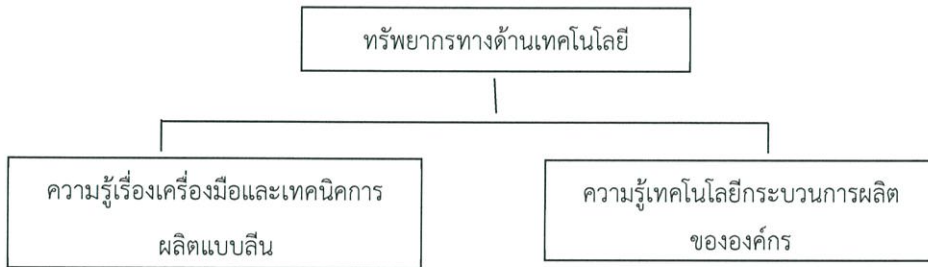 ทรัพยากรทางด้านเทคโนโลยี
ความรู้เรื่องเครื่องมือและเทคนิคการ
ผลิตแบบลีน
ความรู้เทคโนโลยีกระบวนการผลิต
ขององค์กร